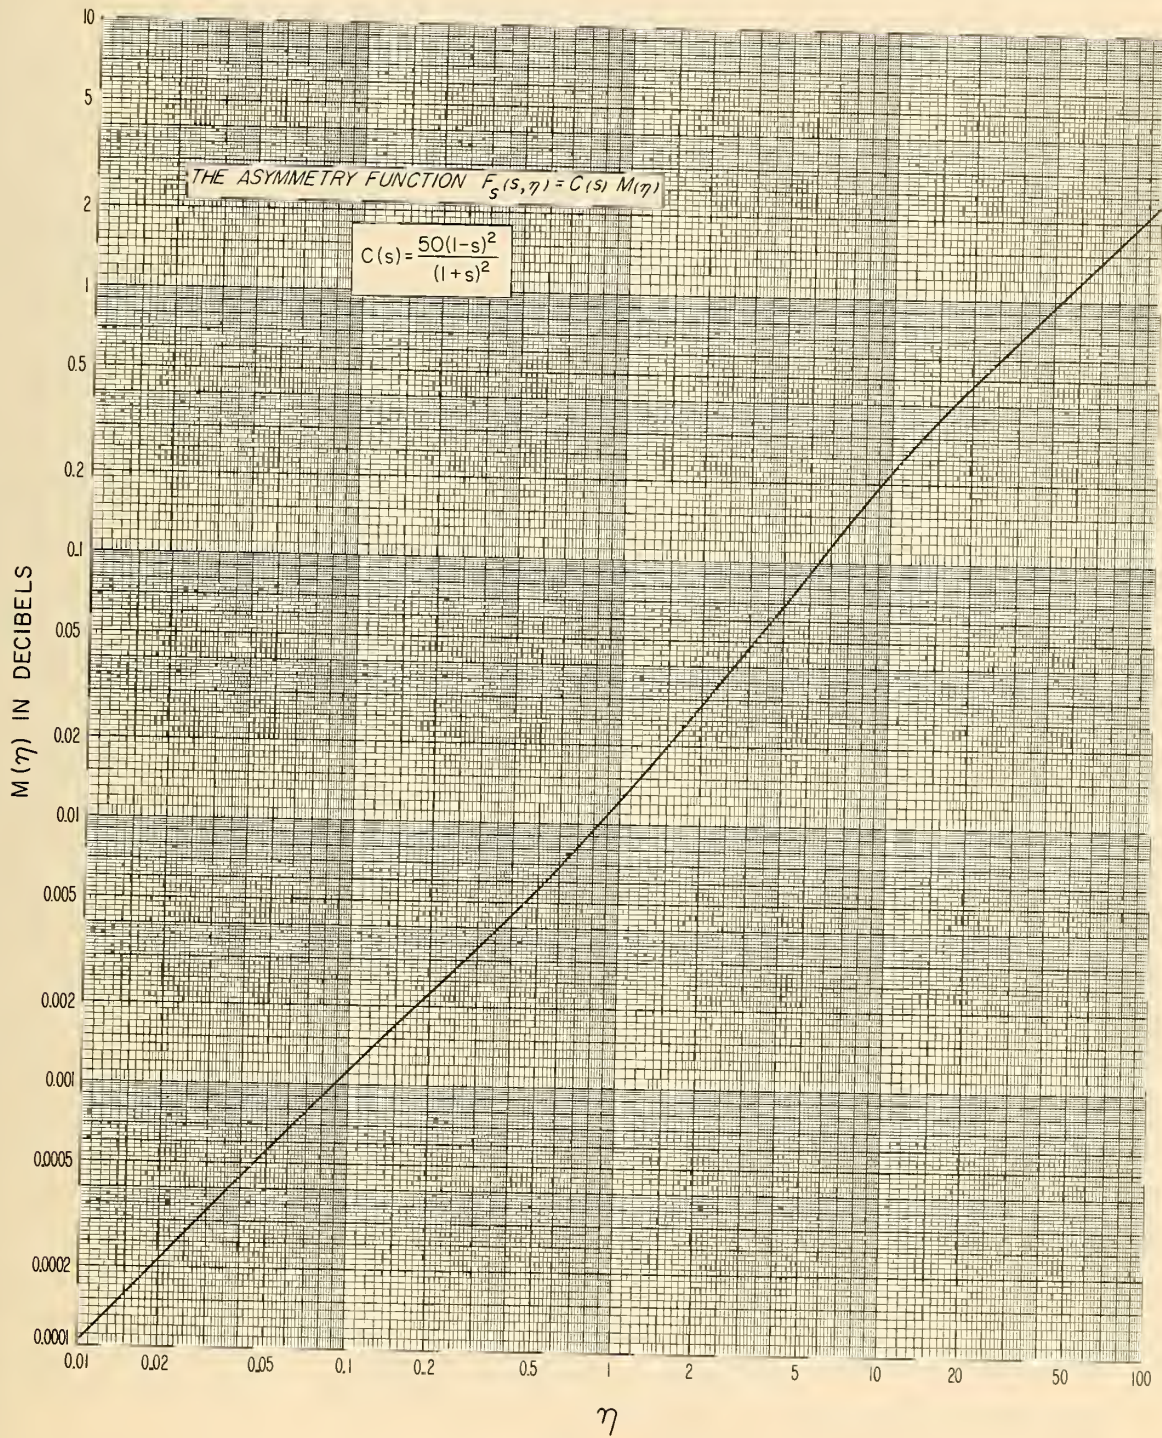 10
5
THE ASYMMETRY FUNCTION F_S(s,η) = C(s) M(η)
2
C(s) = 50(1-s)²
(1+s)²
1
0.5
0.2
0.1
0.05
M(η) IN DECIBELS
0.02
0.01
0.005
0.002
0.001
0.0005
0.0002
0.0001
0.01 0.02 0.05 0.1 0.2 0.5 1 2 5 10 20 50 100
η